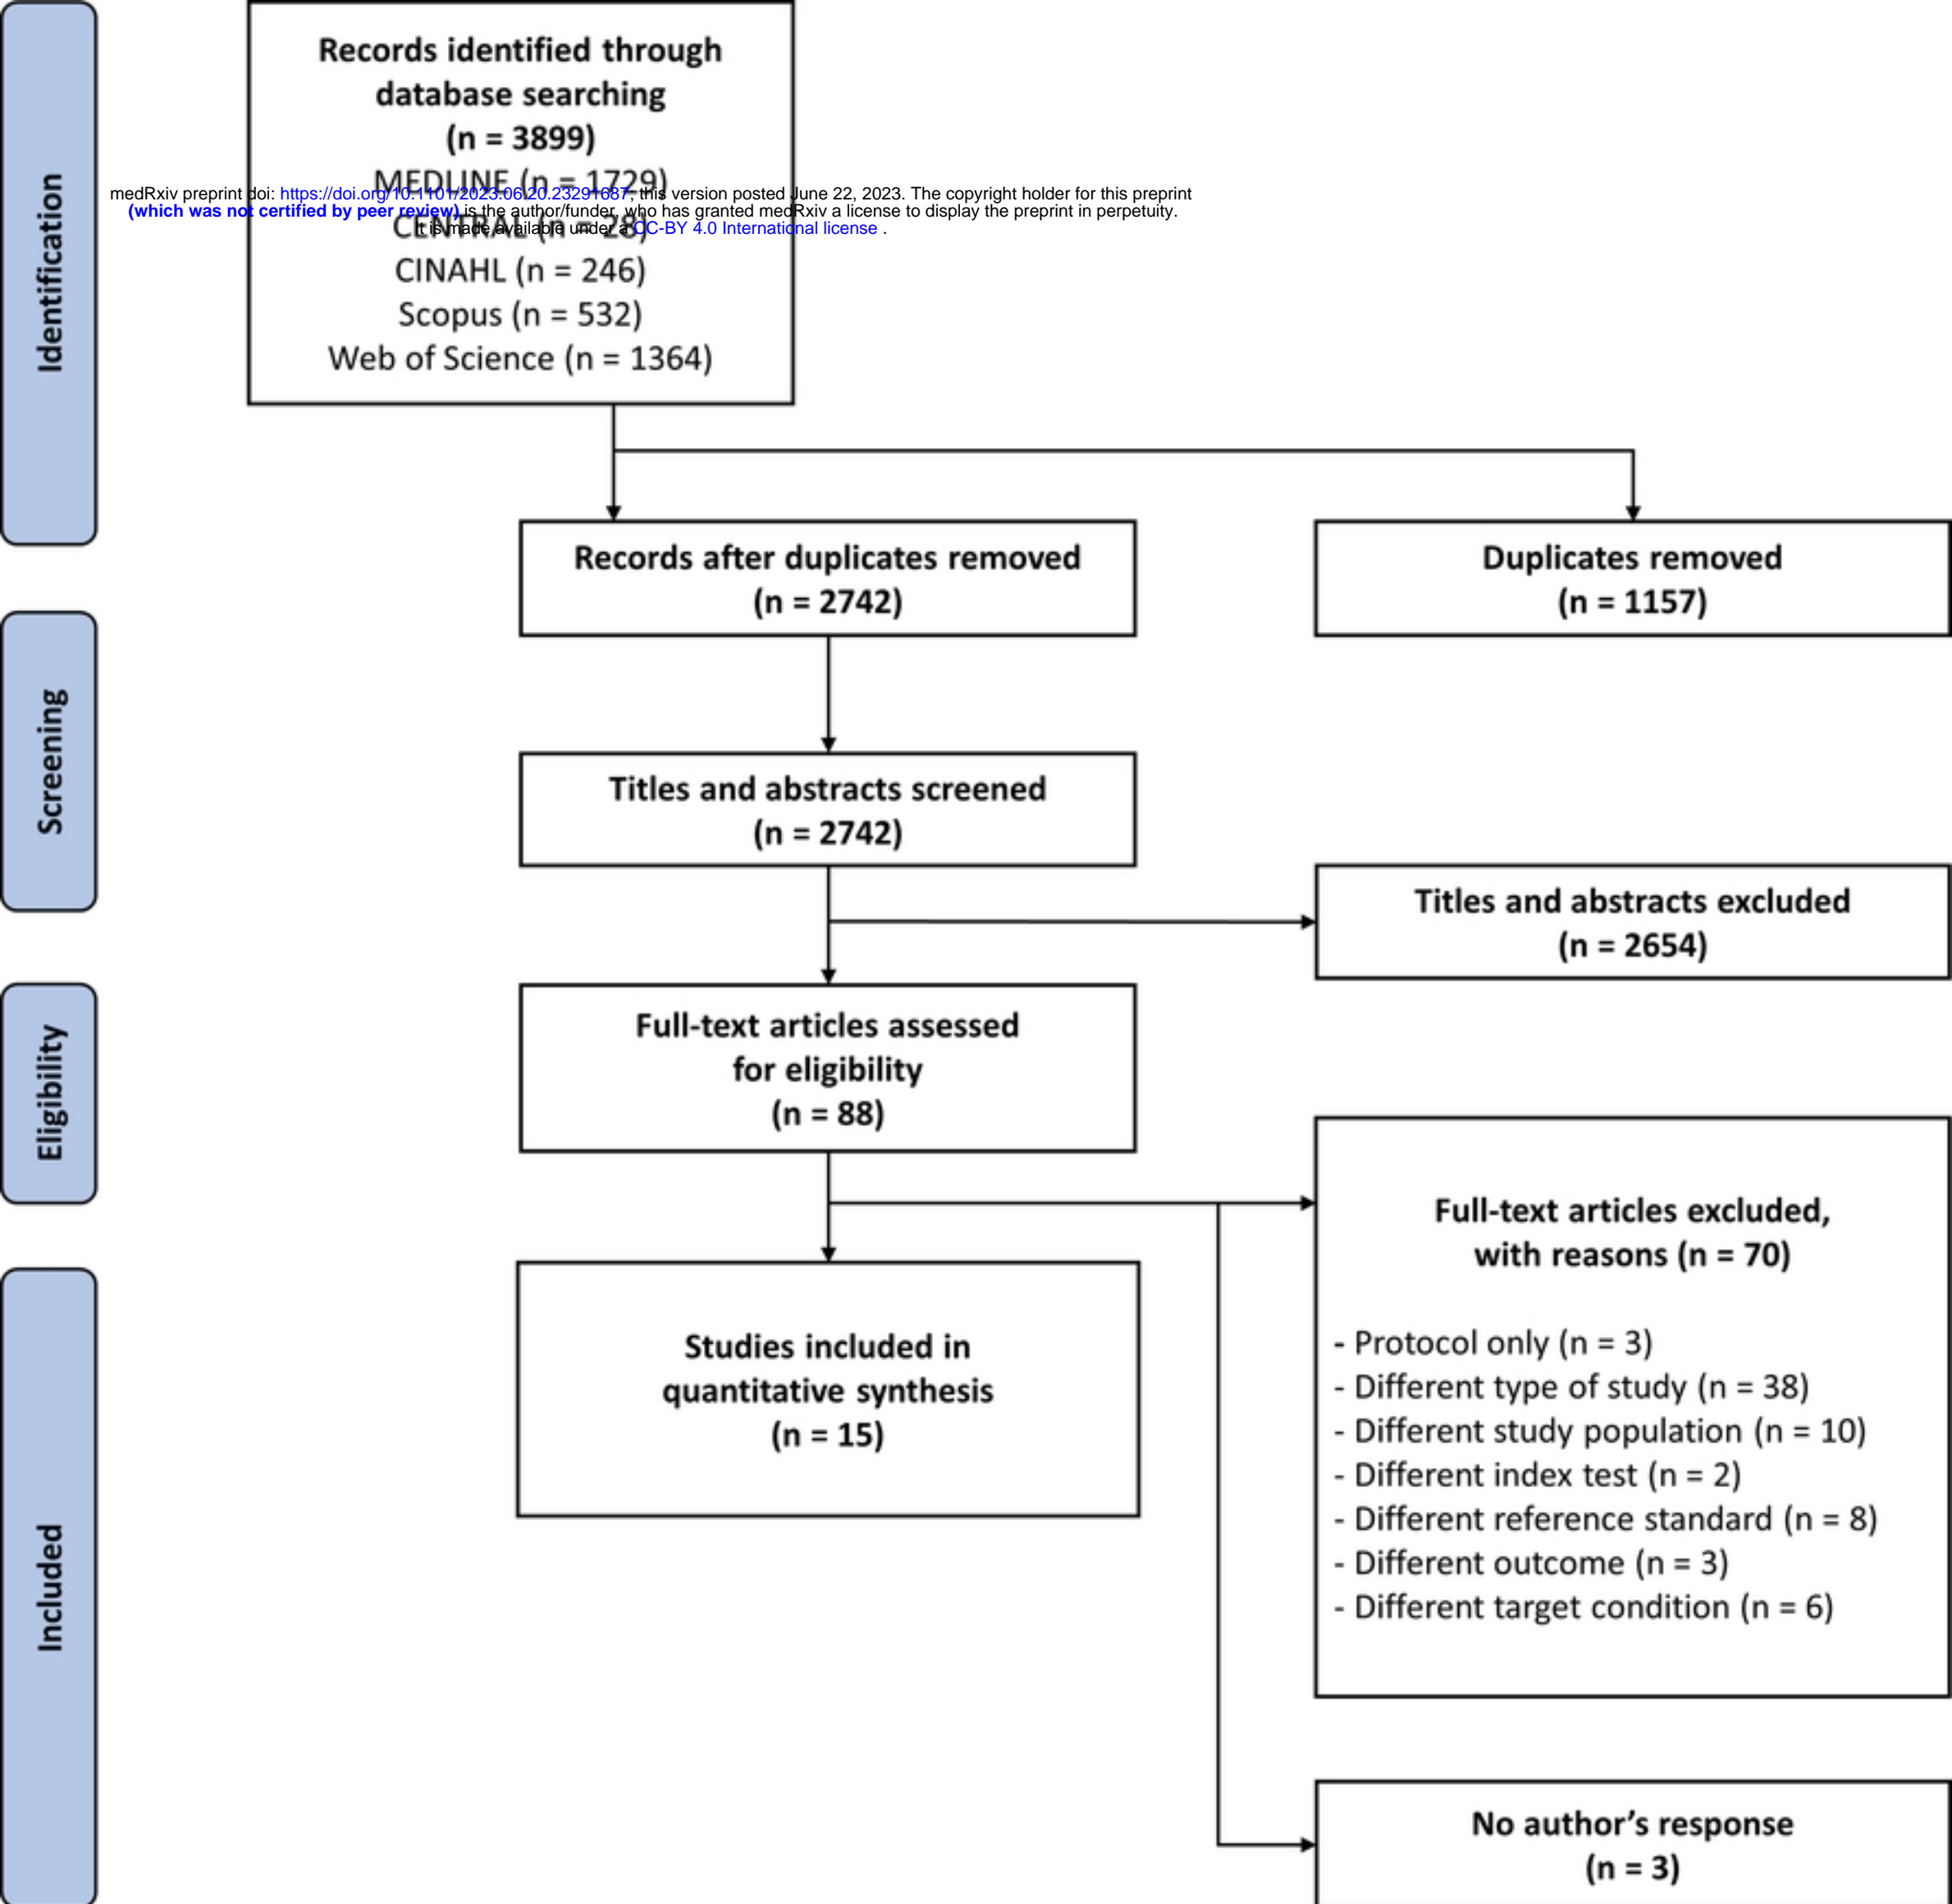 Identification
Records identified through
database searching
(n = 3899)
MEDLINE (n = 1729)
medRxiv preprint doi: https://doi.org/10.1101/2023.06.20.23291687; this version posted June 22, 2023. The copyright holder for this preprint
(which was not certified by peer review) is the author/funder, who has granted medRxiv a license to display the preprint in perpetuity.
It is made available under a CC-BY 4.0 International license .
CENTRAL (n = 28)
CINAHL (n = 246)
Scopus (n = 532)
Web of Science (n = 1364)
Records after duplicates removed
(n = 2742)
Duplicates removed
(n = 1157)
Screening
Titles and abstracts screened
(n = 2742)
Titles and abstracts excluded
(n = 2654)
Eligibility
Full-text articles assessed
for eligibility
(n = 88)
Full-text articles excluded,
with reasons (n = 70)
- Protocol only (n = 3)
- Different type of study (n = 38)
- Different study population (n = 10)
- Different index test (n = 2)
- Different reference standard (n = 8)
- Different outcome (n = 3)
- Different target condition (n = 6)
Included
Studies included in
quantitative synthesis
(n = 15)
No author’s response
(n = 3)